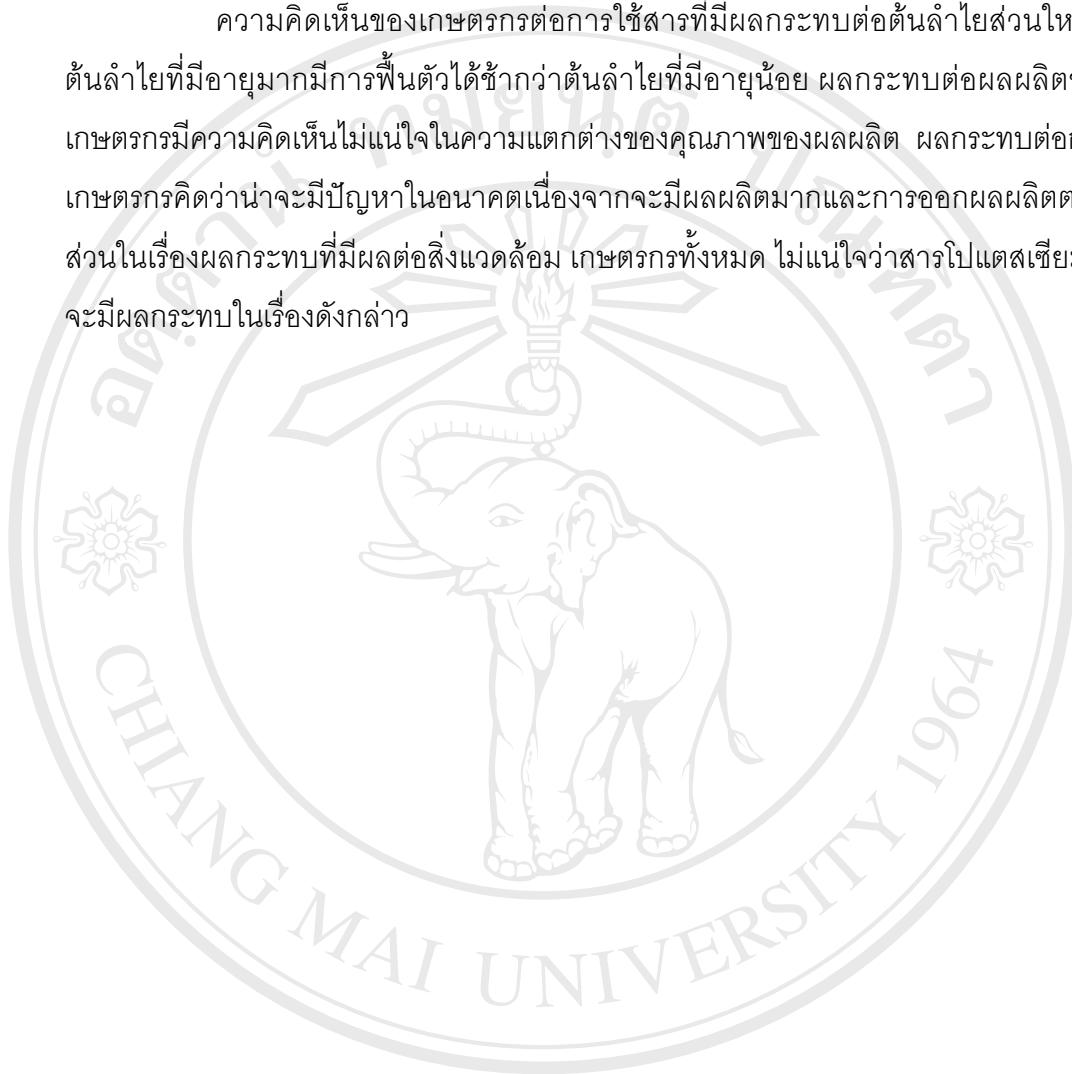 ความคิดเห็นของเกษตรกรต่อการใช้สารที่มีผลกระทบต่อต้นลำไยส่วนให
ต้นลำไยที่มีอายุมากมีการฟื้นตัวได้ช้ากว่าต้นลำไยที่มีอายุน้อย ผลกระทบต่อผลผลิต
เกษตรกรมีความคิดเห็นไม่แน่ใจในความแตกต่างของคุณภาพของผลผลิต ผลกระทบต่อ
เกษตรกรคิดว่าน่าจะมีปัญหาในอนาคตเนื่องจากจะมีผลผลิตมากและการออกผลผลิตต
ส่วนในเรื่องผลกระทบที่มีผลต่อสิ่งแวดล้อม เกษตรกรทั้งหมด ไม่แน่ใจว่าสารโปแตสเซีย
จะมีผลกระทบในเรื่องดังกล่าว
อตฺตานํ ทมยนฺติ ปณฺฑิตา
CHIANG MAI UNIVERSITY 1964